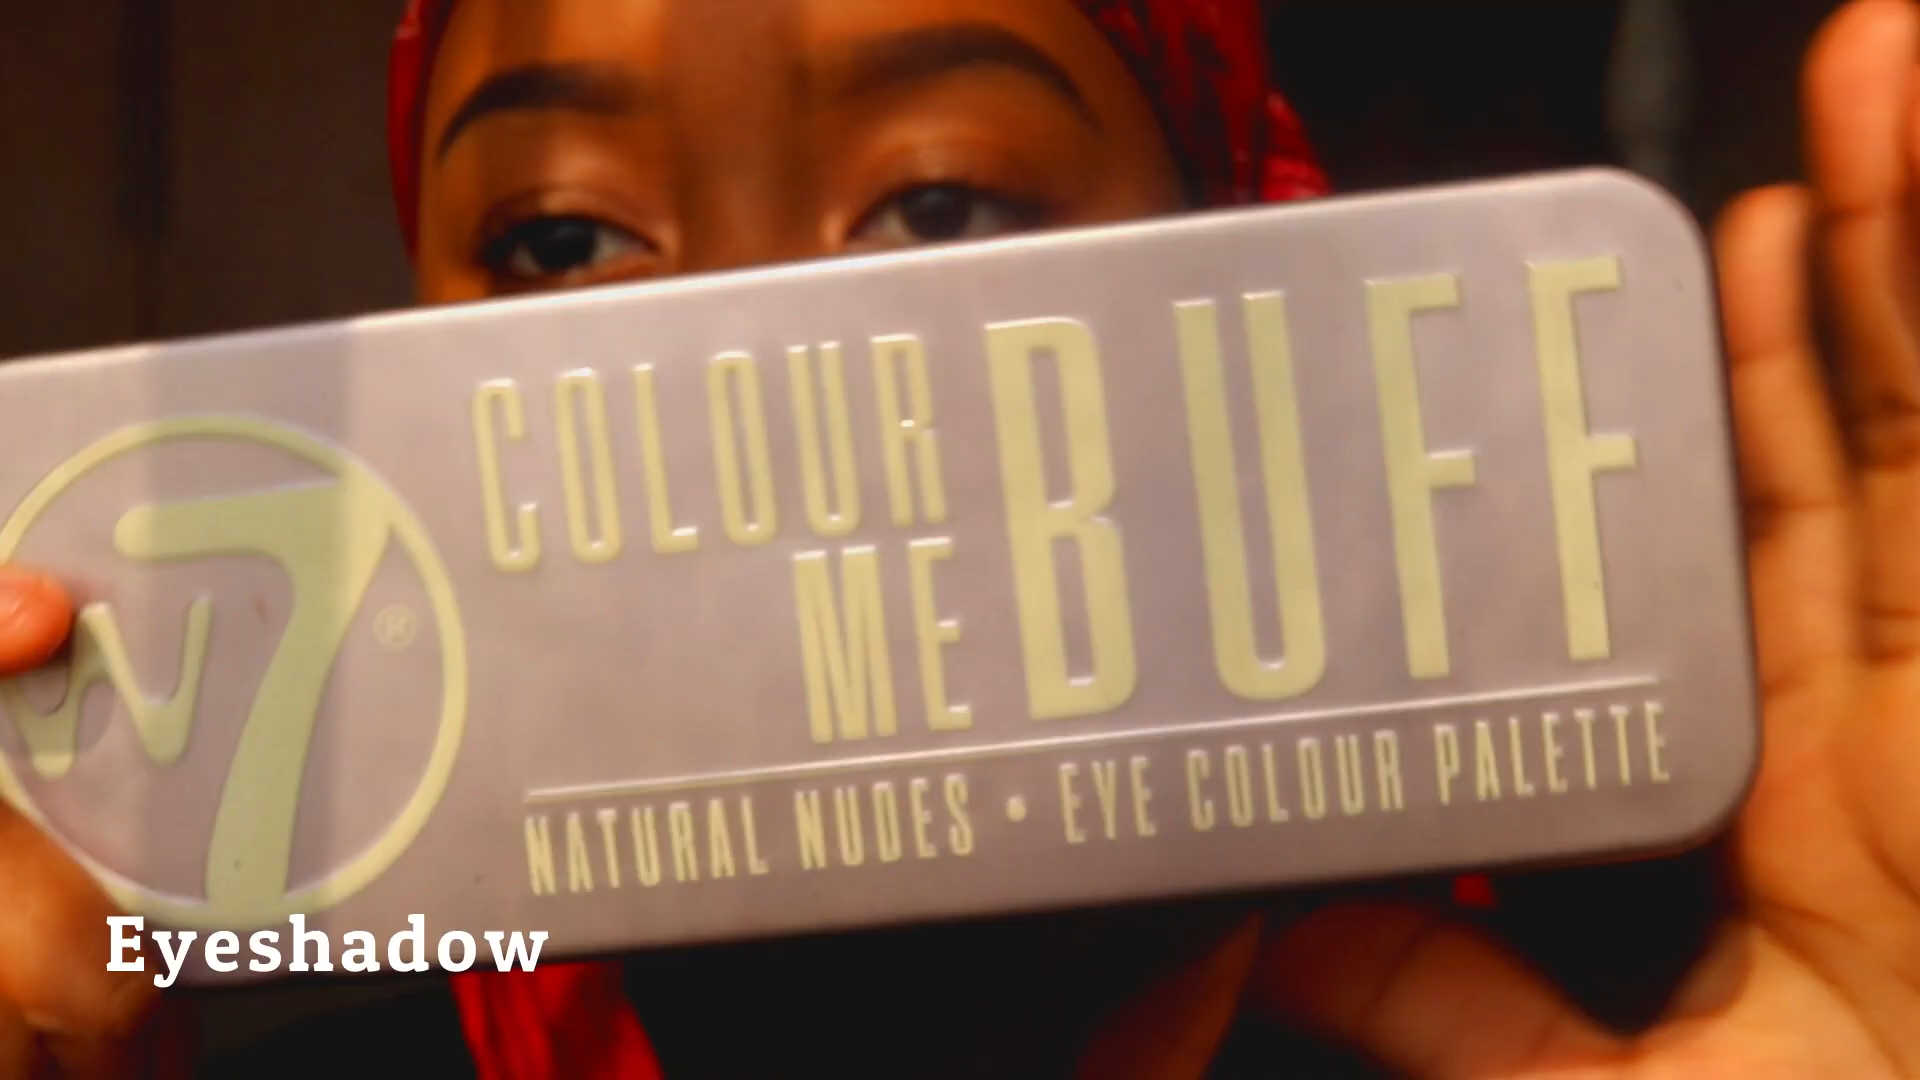 W7®
COLOUR
ME
BUFF
NATURAL NUDES • EYE COLOUR PALETTE
Eyeshadow